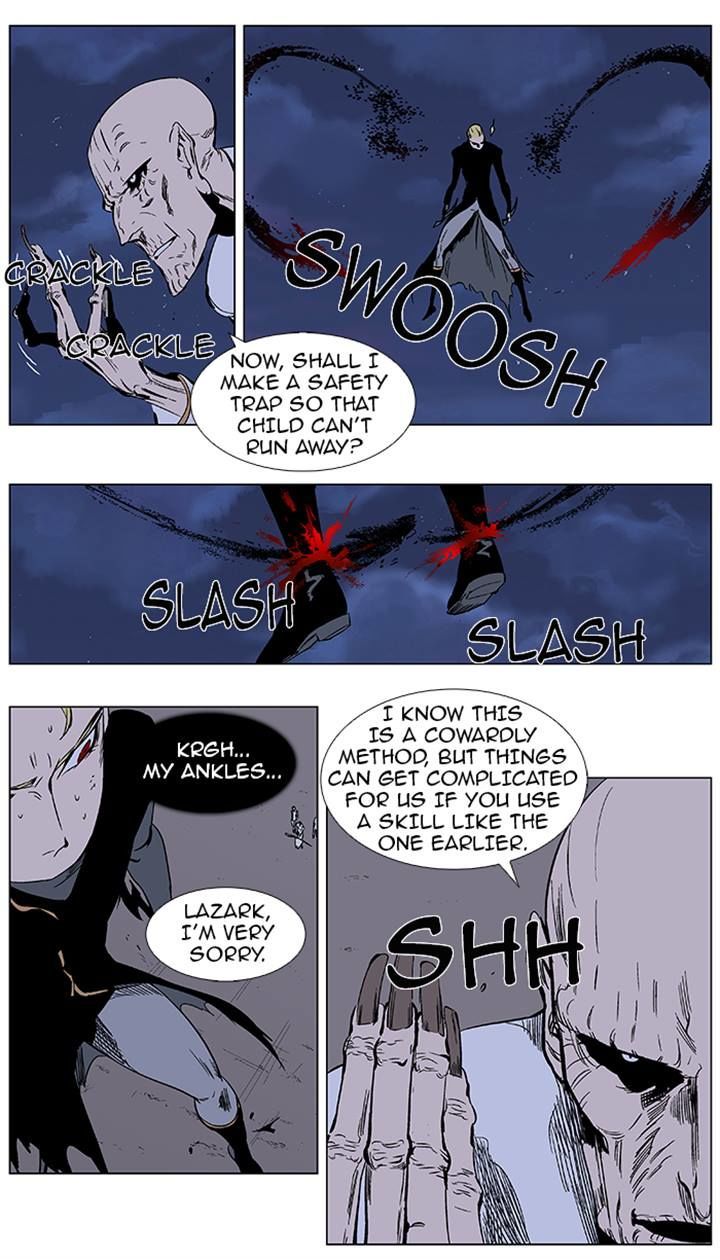 CRACKLE
CRACKLE
SWOOSH
NOW, SHALL I
MAKE A SAFETY
TRAP SO THAT
CHILD CAN'T
RUN AWAY?
SLASH
SLASH
KRGH...
MY ANKLES...
LAZARK,
I'M VERY
SORRY.
I KNOW THIS
IS A COWARDLY
METHOD, BUT THINGS
CAN GET COMPLICATED
FOR US IF YOU USE
A SKILL LIKE THE
ONE EARLIER.
SHH